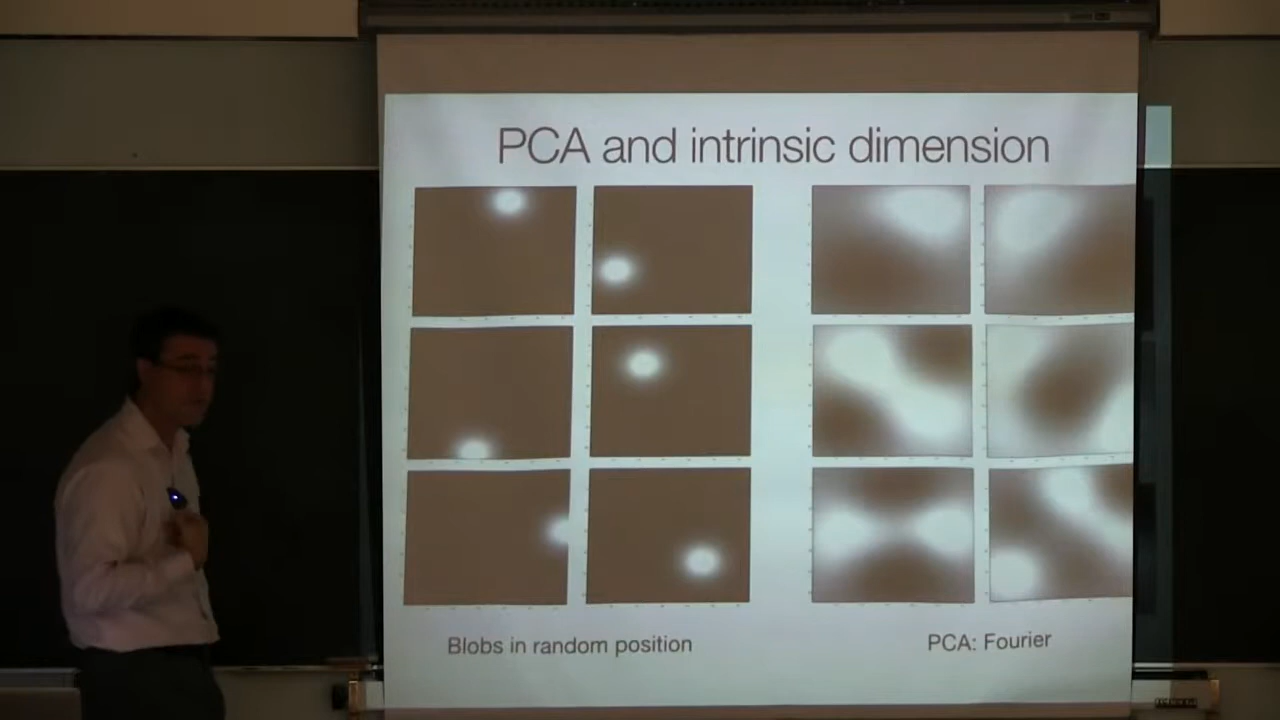 PCA and intrinsic dimension
Blobs in random position
PCA: Fourier